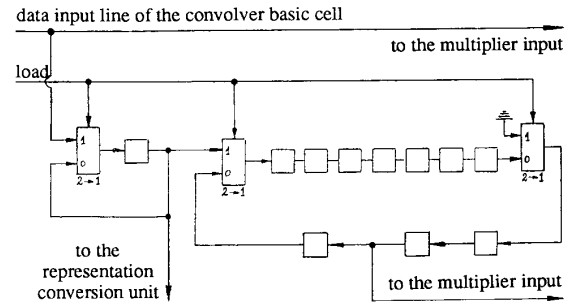 data input line of the convolver basic cell
to the multiplier input
load
1
0
2→1
1
0
2→1
1
0
2→1
to the
representation
conversion unit
to the multiplier input